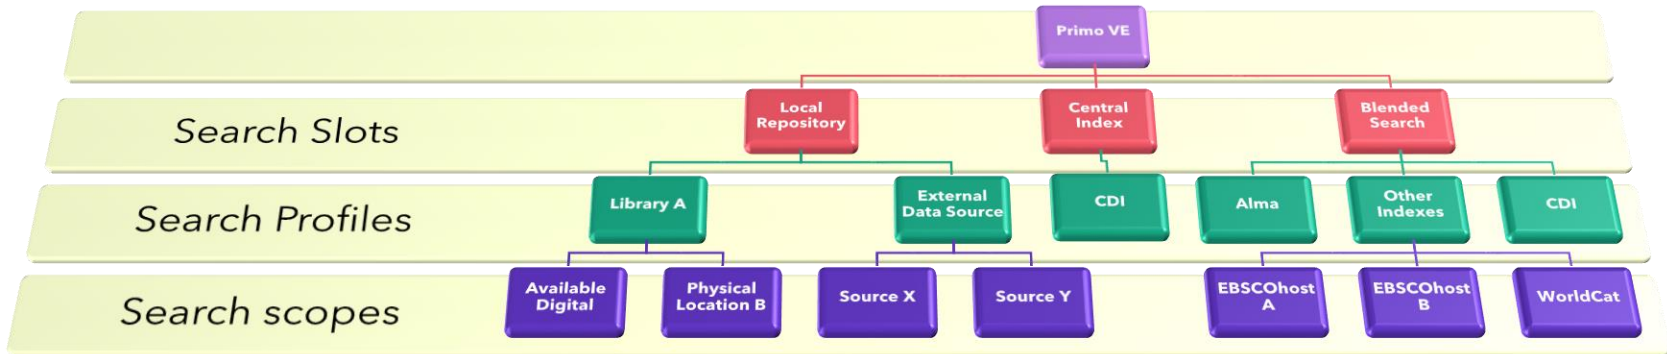 Primo VE
Search Slots
Local
Repository
Central
Index
Blended
Search
Search Profiles
Library A
External
Data Source
CDI
Alma
Other
Indexes
CDI
Search scopes
Available
Digital
Physical
Location B
Source X
Source Y
EBSCOhost
A
EBSCOhost
B
WorldCat